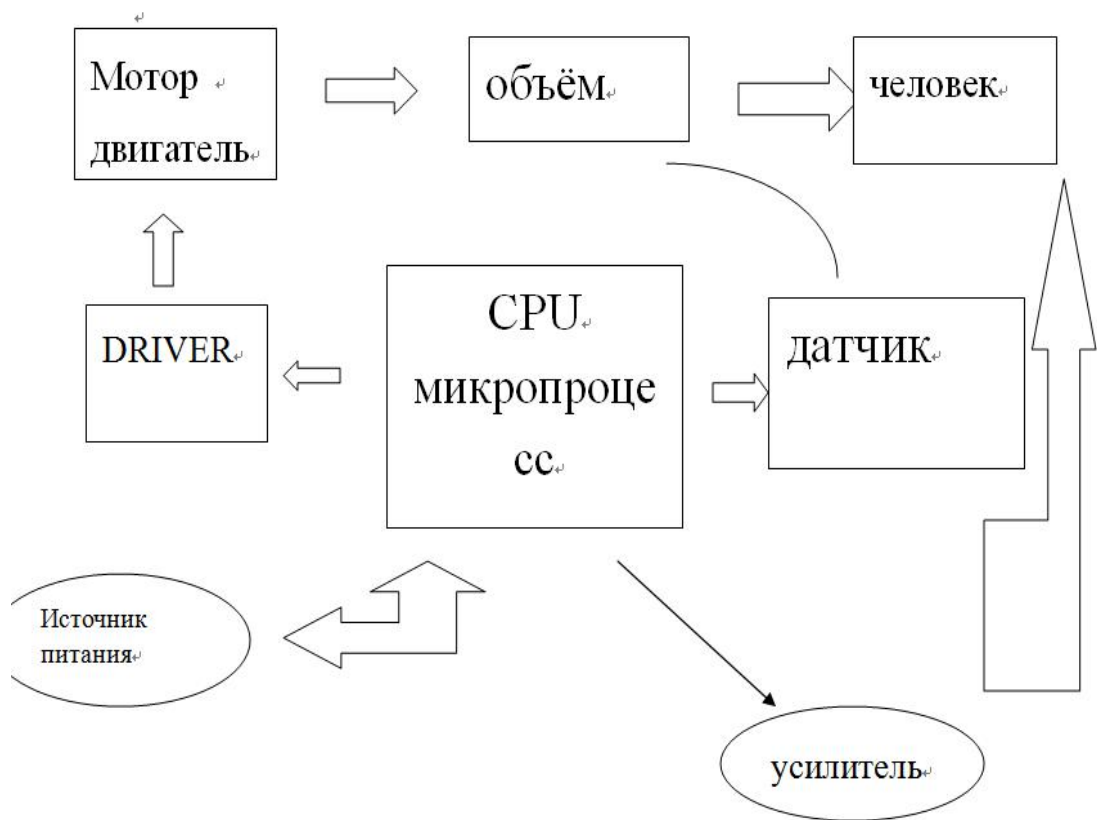 Мотор
двигатель
объём
человек
DRIVER
CPU
микропроце
сс
датчик
Источник
питания
усилитель